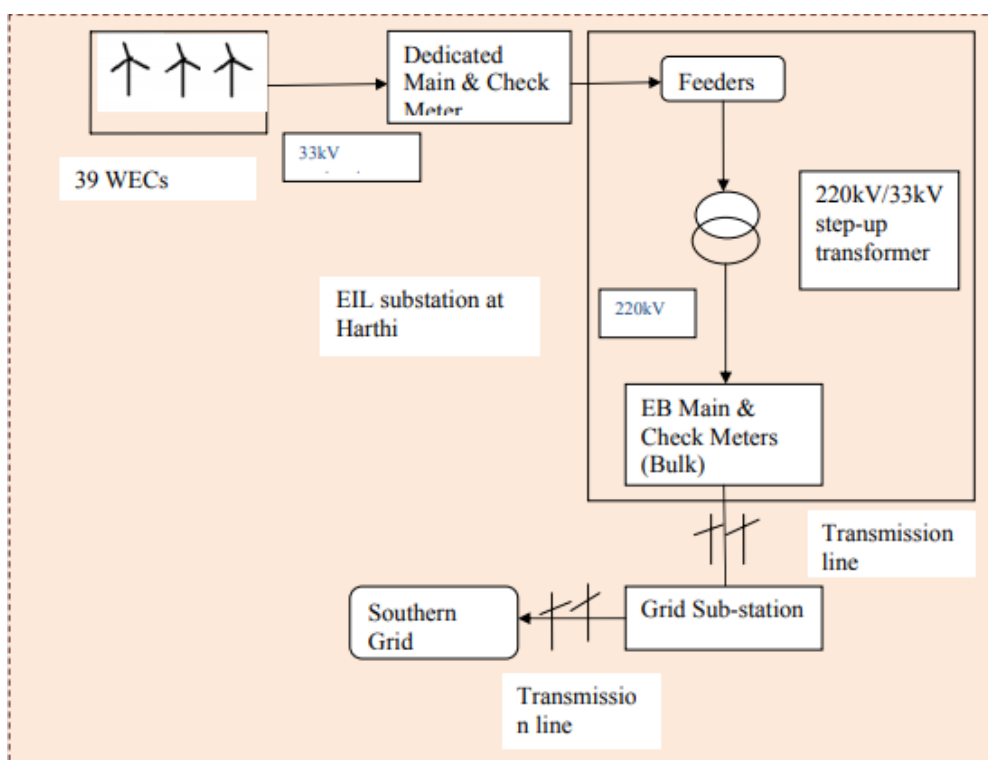 Dedicated
Main & Check
Meter
Feeders
33kV
39 WECs
220kV/33kV
step-up
transformer
EIL substation at
Harthi
220kV
EB Main &
Check Meters
(Bulk)
Transmission
line
Southern
Grid
Grid Sub-station
Transmissio
n line